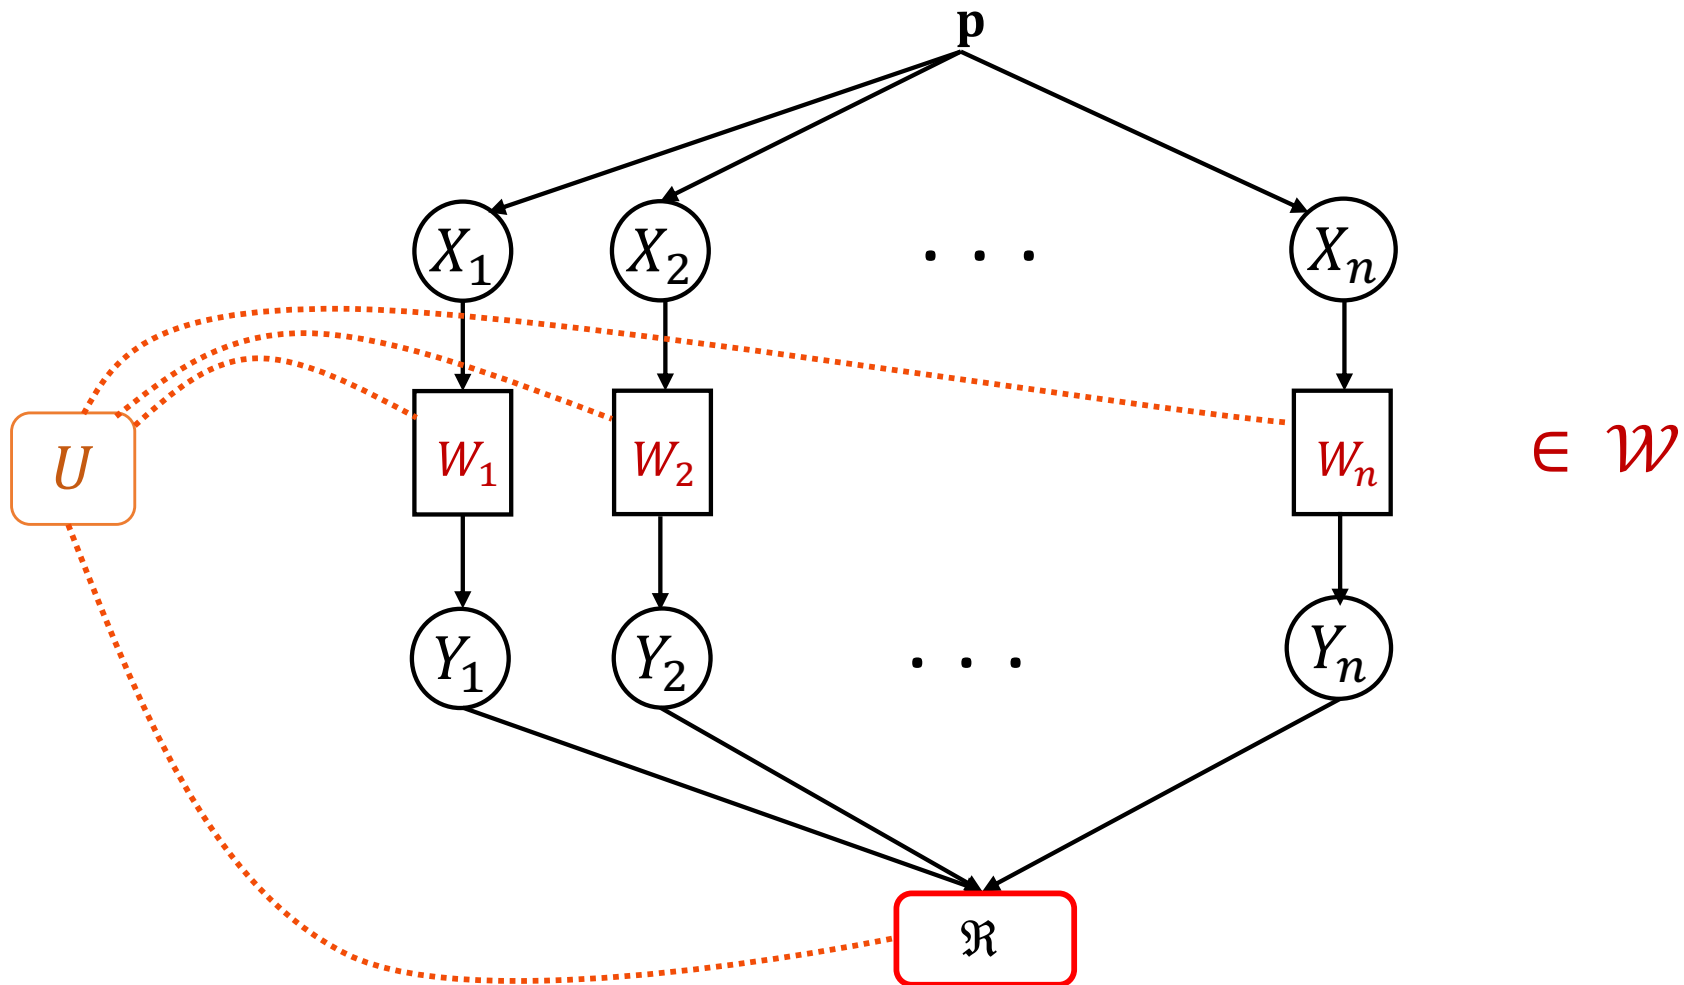 p
X₁ X₂ . . . Xₙ
U W₁ W₂ Wₙ ∈ 𝒲
Y₁ Y₂ . . . Yₙ
ℜ